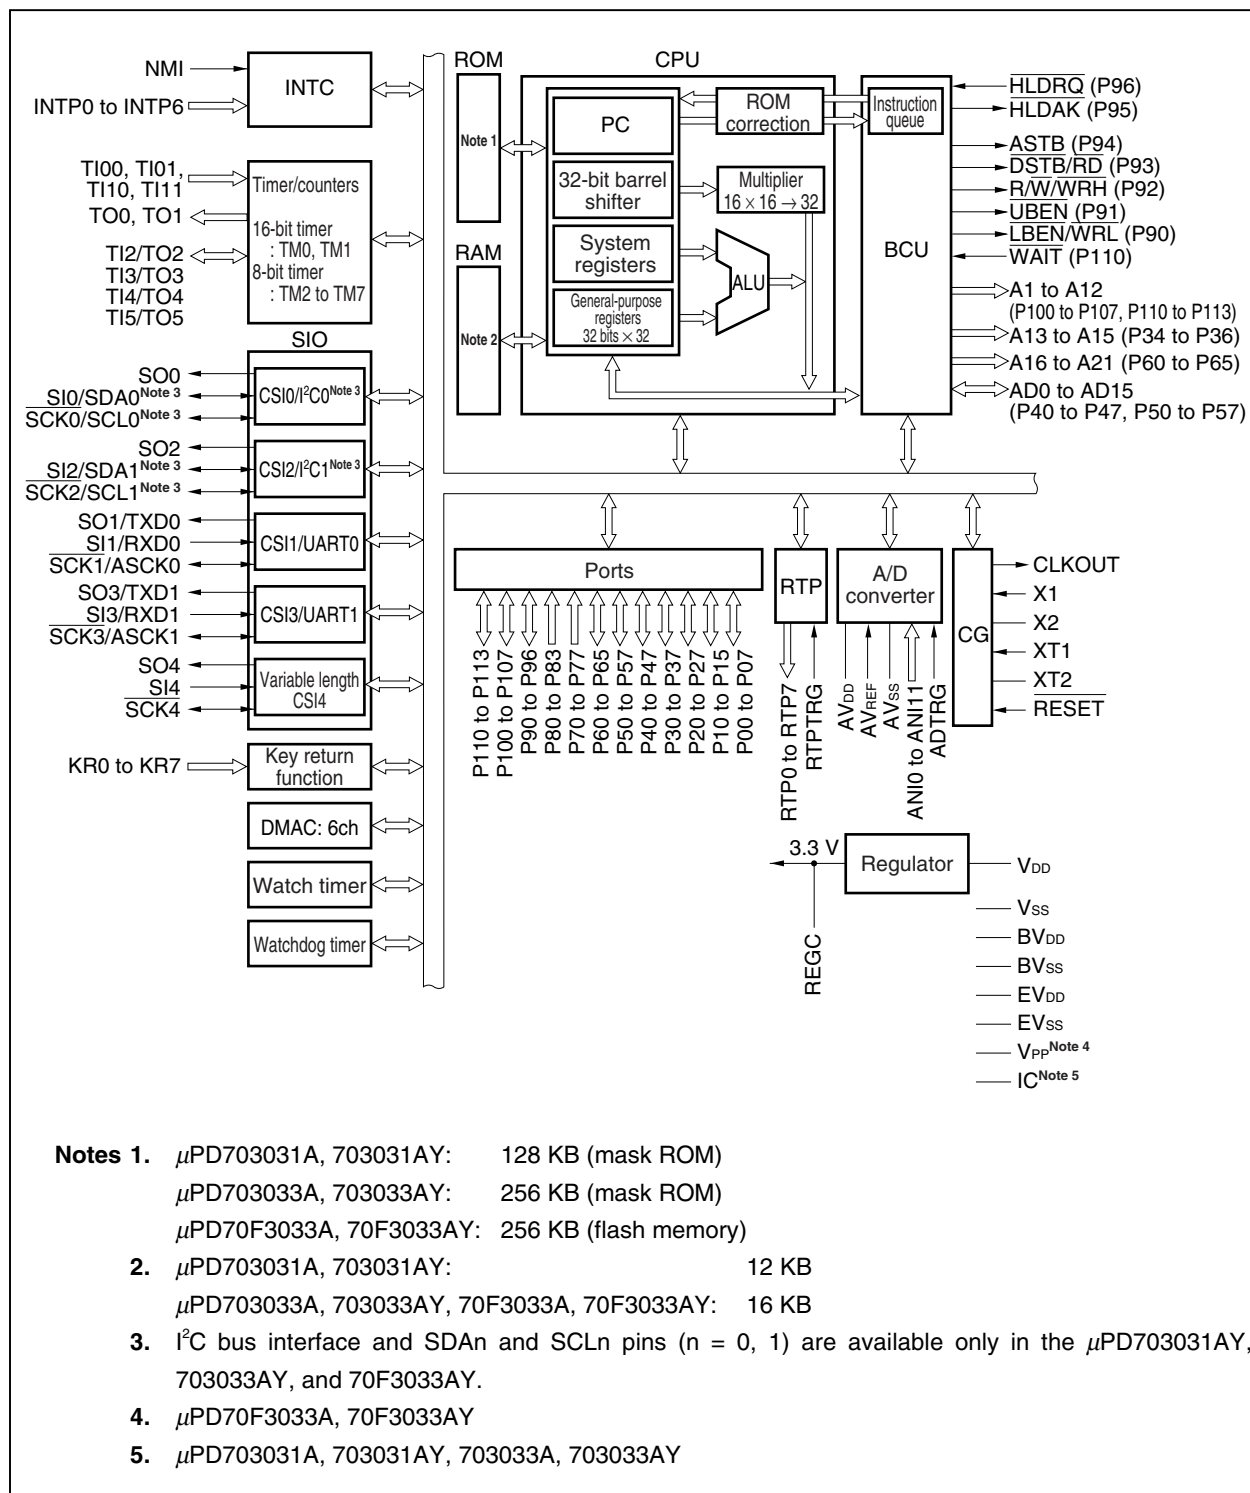 NMI
INTP0 to INTP6
INTC
TI00, TI01,
TI10, TI11
TO0, TO1
TI2/TO2
TI3/TO3
TI4/TO4
TI5/TO5
Timer/counters
16-bit timer
: TM0, TM1
8-bit timer
: TM2 to TM7
SIO
SO0
SI0/SDA0Note 3
SCK0/SCL0Note 3
CSI0/I²C0Note 3
SO2
SI2/SDA1Note 3
SCK2/SCL1Note 3
CSI2/I²C1Note 3
SO1/TXD0
SI1/RXD0
SCK1/ASCK0
CSI1/UART0
SO3/TXD1
SI3/RXD1
SCK3/ASCK1
CSI3/UART1
SO4
SI4
SCK4
Variable length
CSI4
KR0 to KR7
Key return
function
DMAC: 6ch
Watch timer
Watchdog timer
ROM
Note 1
RAM
Note 2
CPU
PC
32-bit barrel
shifter
System
registers
General-purpose
registers
32 bits × 32
ROM
correction
Multiplier
16 × 16 → 32
ALU
Instruction
queue
BCU
HLDRQ (P96)
HLDAK (P95)
ASTB (P94)
DSTB/RD (P93)
R/W/WRH (P92)
UBEN (P91)
LBEN/WRL (P90)
WAIT (P110)
A1 to A12
(P100 to P107, P110 to P113)
A13 to A15 (P34 to P36)
A16 to A21 (P60 to P65)
AD0 to AD15
(P40 to P47, P50 to P57)
Ports
P110 to P113
P100 to P107
P90 to P96
P80 to P83
P70 to P77
P60 to P65
P50 to P57
P40 to P47
P30 to P37
P20 to P27
P10 to P15
P00 to P07
RTP
RTP0 to RTP7
RTPTRG
A/D
converter
AVDD
AVREF
AVSS
ANI0 to ANI11
ADTRG
CG
CLKOUT
X1
X2
XT1
XT2
RESET
3.3 V
Regulator
REGC
VDD
VSS
BVDD
BVSS
EVDD
EVSS
VPPNote 4
ICNote 5
Notes 1. μPD703031A, 703031AY: 128 KB (mask ROM)
μPD703033A, 703033AY: 256 KB (mask ROM)
μPD70F3033A, 70F3033AY: 256 KB (flash memory)
2. μPD703031A, 703031AY: 12 KB
μPD703033A, 703033AY, 70F3033A, 70F3033AY: 16 KB
3. I²C bus interface and SDAn and SCLn pins (n = 0, 1) are available only in the μPD703031AY,
703033AY, and 70F3033AY.
4. μPD70F3033A, 70F3033AY
5. μPD703031A, 703031AY, 703033A, 703033AY